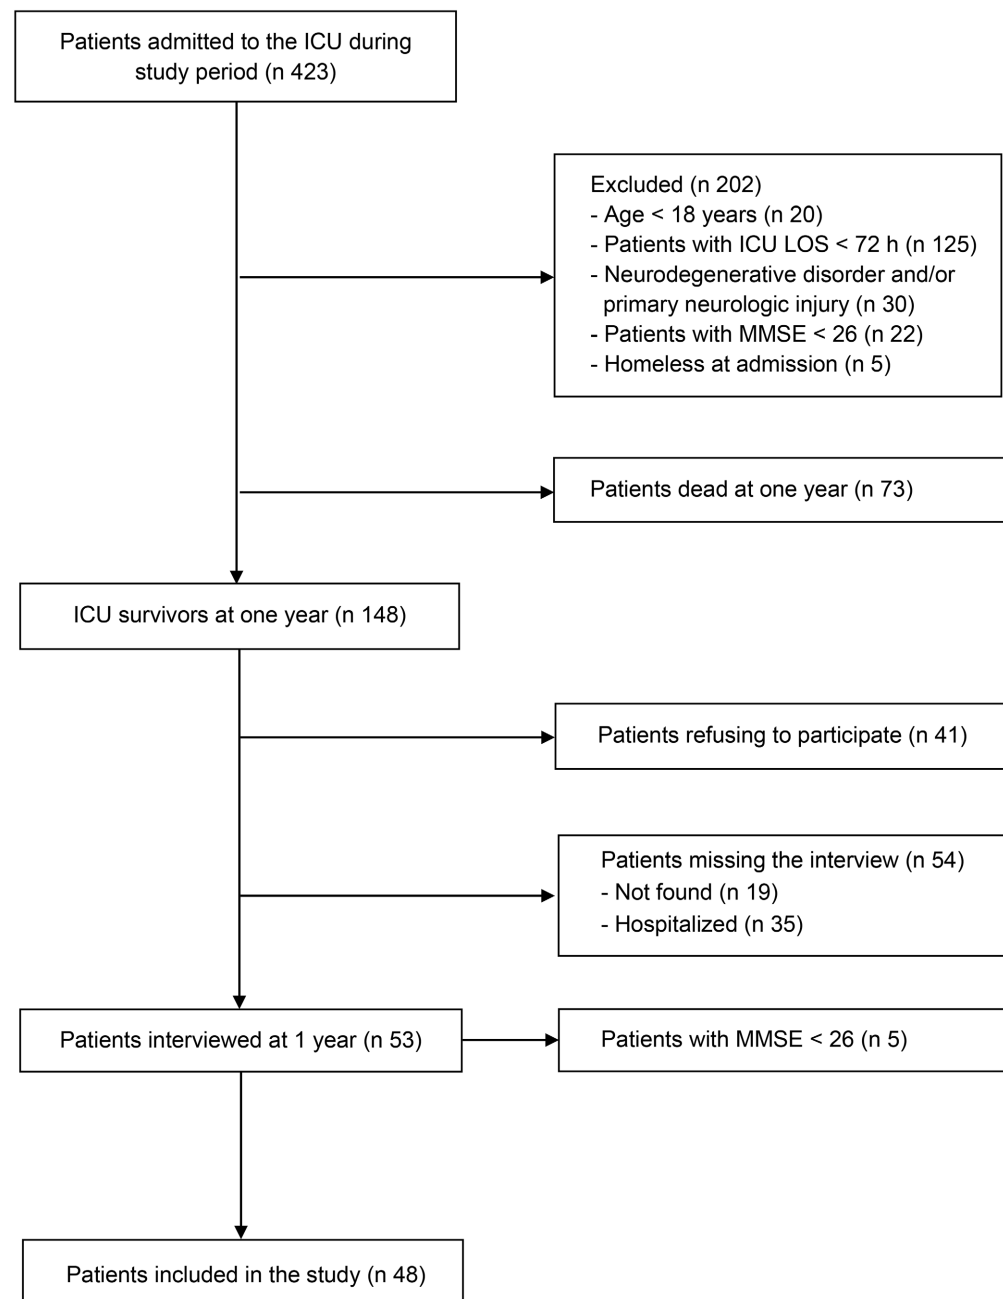 Patients admitted to the ICU during
study period (n 423)
Excluded (n 202)
- Age < 18 years (n 20)
- Patients with ICU LOS < 72 h (n 125)
- Neurodegenerative disorder and/or
primary neurologic injury (n 30)
- Patients with MMSE < 26 (n 22)
- Homeless at admission (n 5)
Patients dead at one year (n 73)
ICU survivors at one year (n 148)
Patients refusing to participate (n 41)
Patients missing the interview (n 54)
- Not found (n 19)
- Hospitalized (n 35)
Patients interviewed at 1 year (n 53)
Patients with MMSE < 26 (n 5)
Patients included in the study (n 48)